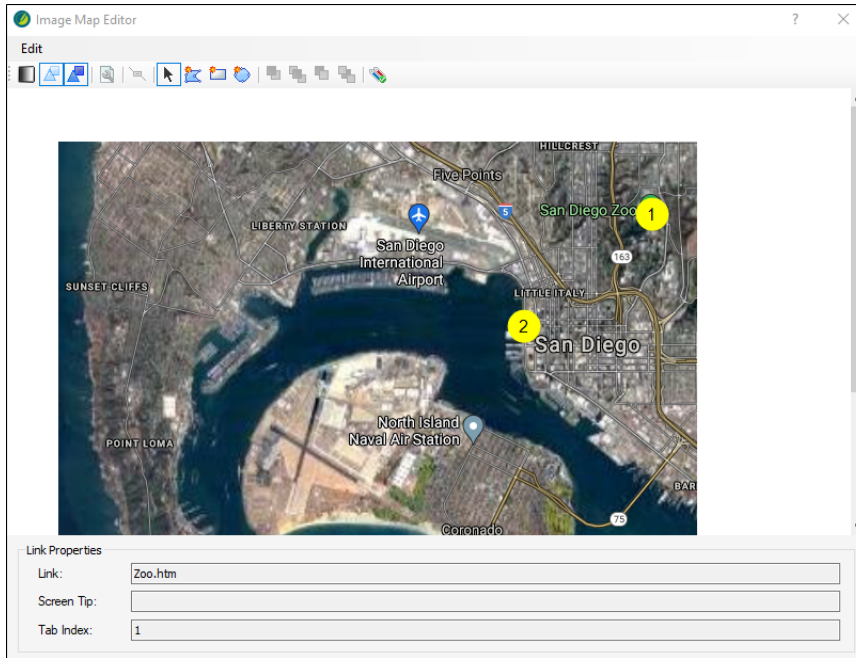 Image Map Editor
?
Edit
HILLCREST
Five Points
San Diego Zoo
1
5
LIBERTY STATION
San Diego
International
Airport
163
SUNSET CLIFFS
LITTLE ITALY
2
San Diego
North Island
Naval Air Station
POINT LOMA
BAR
75
Coronado
Link Properties
Link:
Zoo.htm
Screen Tip:
Tab Index:
1